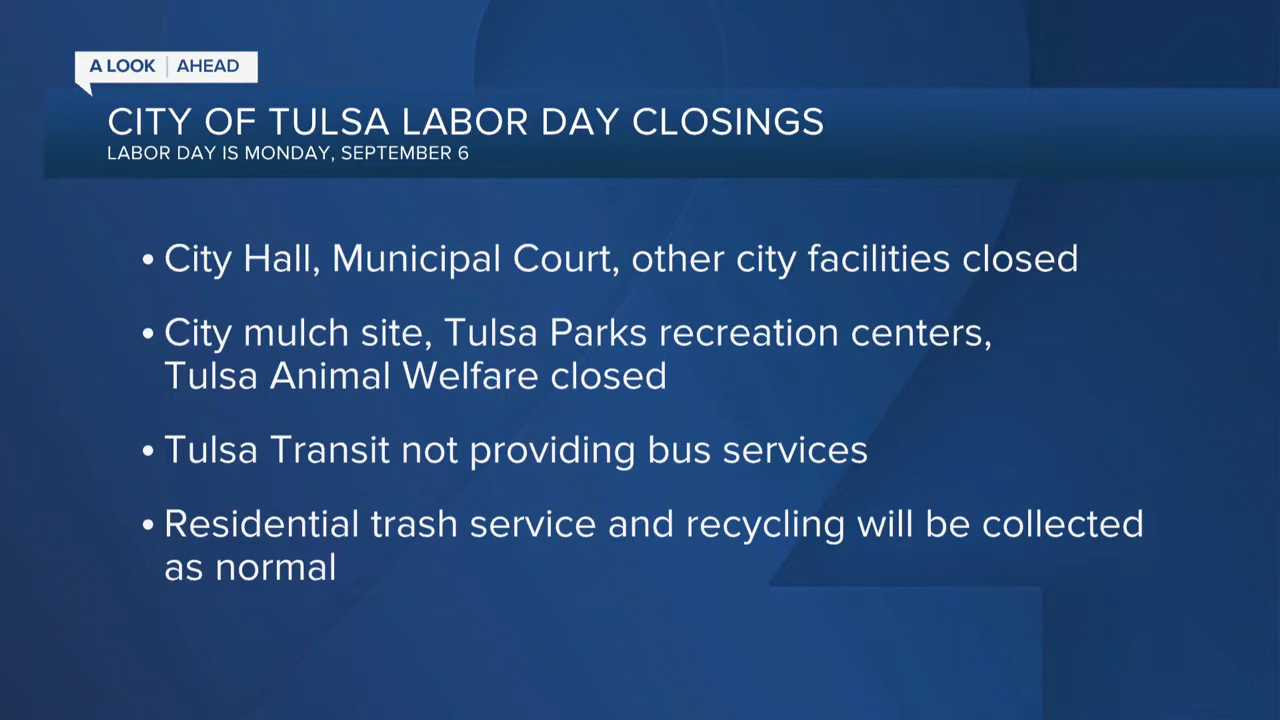 A LOOK | AHEAD
CITY OF TULSA LABOR DAY CLOSINGS
LABOR DAY IS MONDAY, SEPTEMBER 6
• City Hall, Municipal Court, other city facilities closed
• City mulch site, Tulsa Parks recreation centers,
Tulsa Animal Welfare closed
• Tulsa Transit not providing bus services
• Residential trash service and recycling will be collected
as normal